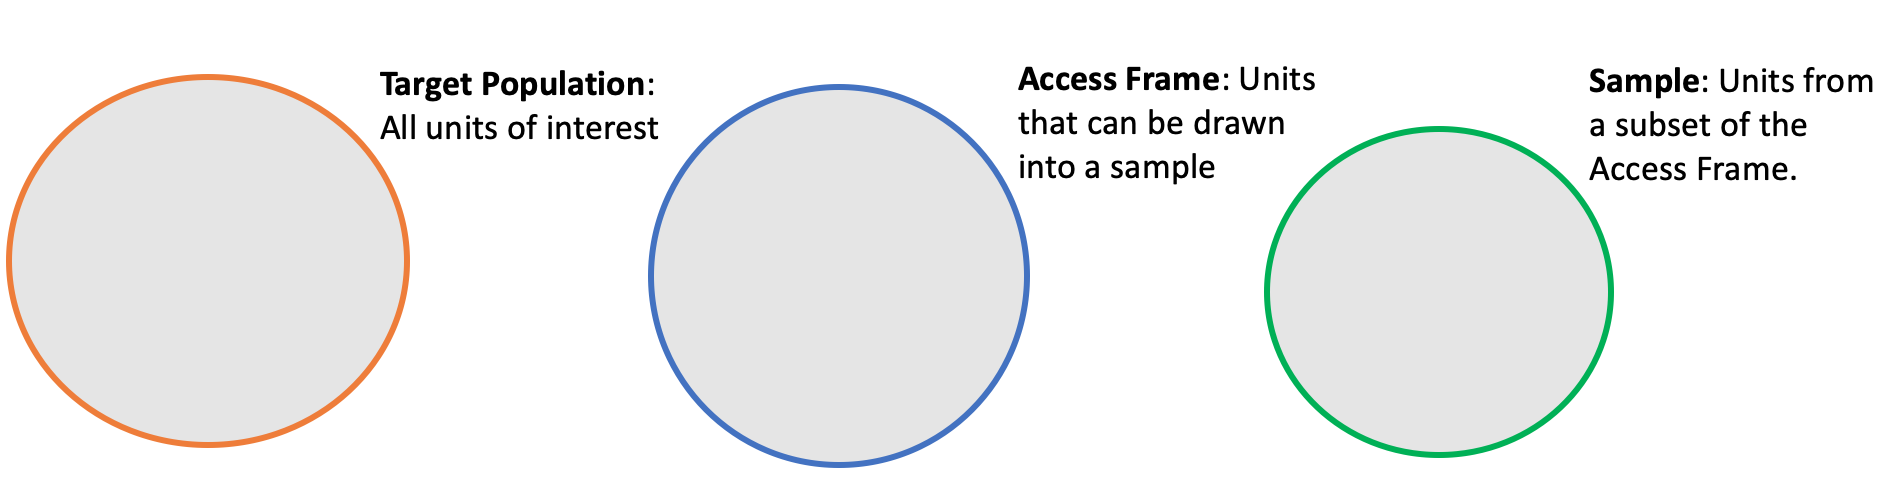 Target Population:
All units of interest
Access Frame: Units
that can be drawn
into a sample
Sample: Units from
a subset of the
Access Frame.